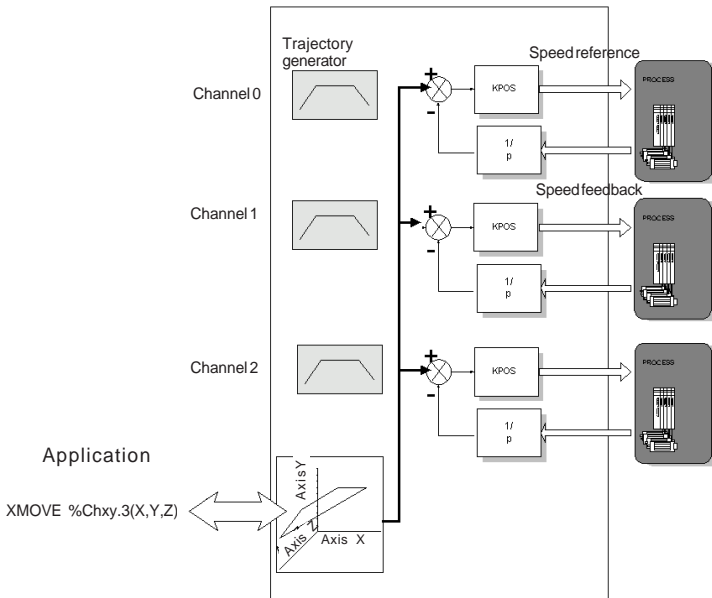 Trajectory
generator
Speed reference
Channel 0
+
-
KPOS
1/
p
PROCESS
Speed feedback
Channel 1
+
-
KPOS
1/
p
PROCESS
Channel 2
+
-
KPOS
1/
p
PROCESS
Application
XMOVE %Chxy.3(X,Y,Z)
Axis Y
Axis Z
Axis X